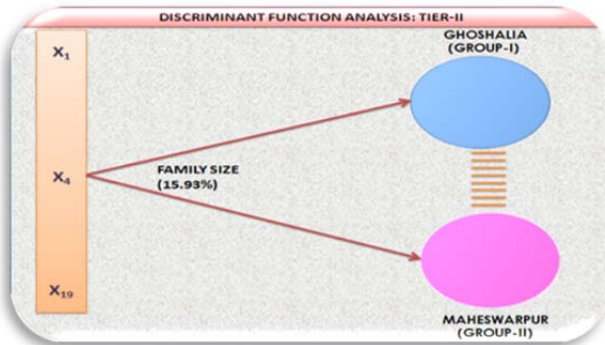 DISCRIMINANT FUNCTION ANALYSIS: TIER-II
GHOSHALIA
(GROUP-I)
X₁
FAMILY SIZE
(15.93%)
X₄
X₁₉
MAHESWARPUR
(GROUP-II)